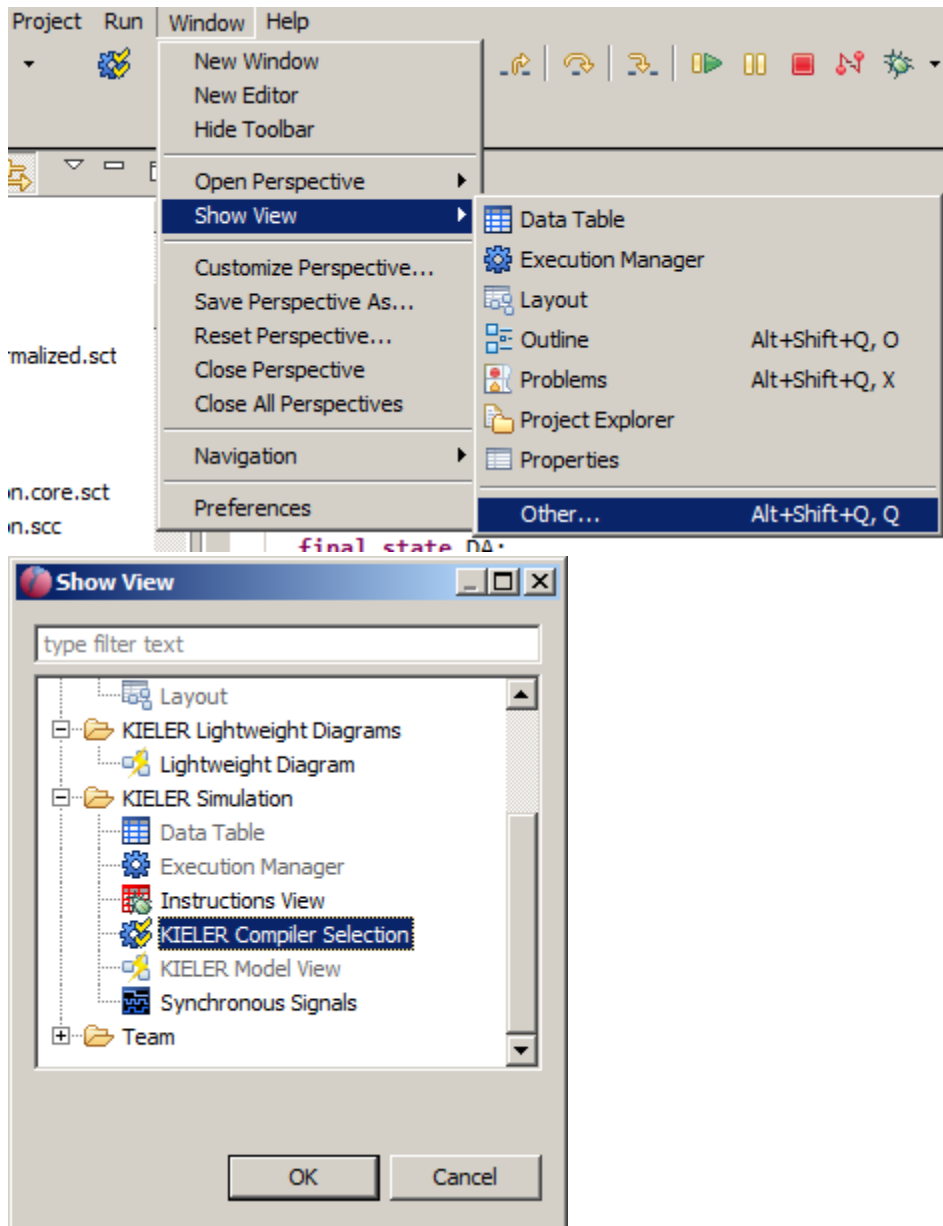 Project Run Window Help
New Window
New Editor
Hide Toolbar
Open Perspective
Show View
Data Table
Execution Manager
Layout
Outline Alt+Shift+Q, O
Problems Alt+Shift+Q, X
Project Explorer
Properties
Other... Alt+Shift+Q, Q
Customize Perspective...
Save Perspective As...
Reset Perspective...
Close Perspective
Close All Perspectives
Navigation
Preferences
rmalized.sct
on.core.sct
on.scc
final state DA:
Show View
type filter text
Layout
KIELER Lightweight Diagrams
Lightweight Diagram
KIELER Simulation
Data Table
Execution Manager
Instructions View
KIELER Compiler Selection
KIELER Model View
Synchronous Signals
Team
OK Cancel